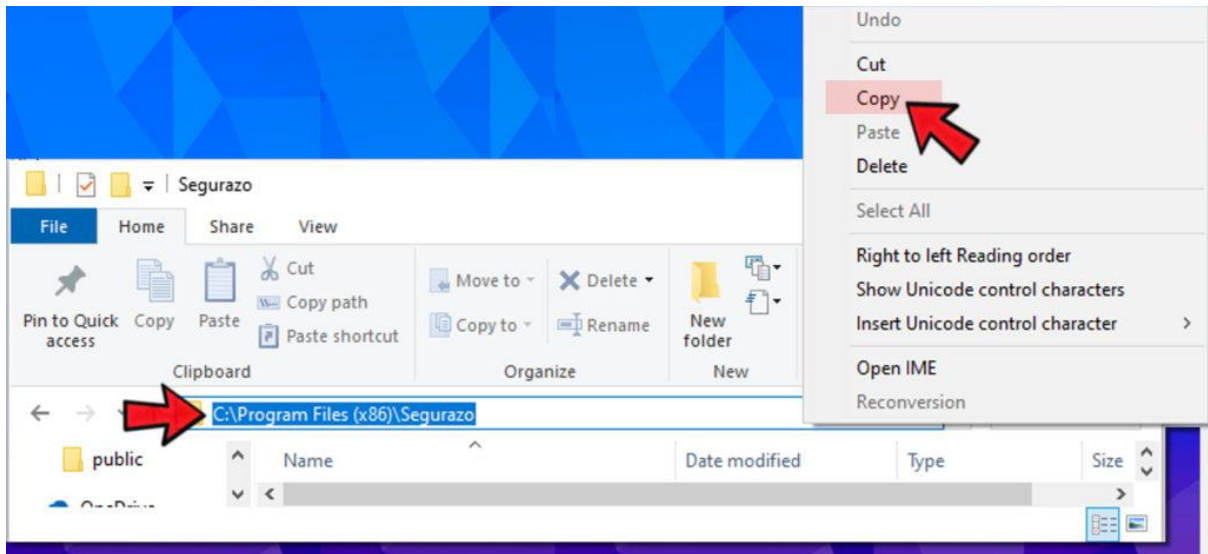 Undo
Cut
Copy
Paste
Delete
Select All
Right to left Reading order
Show Unicode control characters
Insert Unicode control character
Open IME
Reconversion
Segurazo
File Home Share View
Pin to Quick access
Copy
Paste
Cut
Copy path
Paste shortcut
Move to
Copy to
Delete
Rename
New folder
Clipboard Organize New
C:\Program Files (x86)\Segurazo
public
Name Date modified Type Size
OneDrive